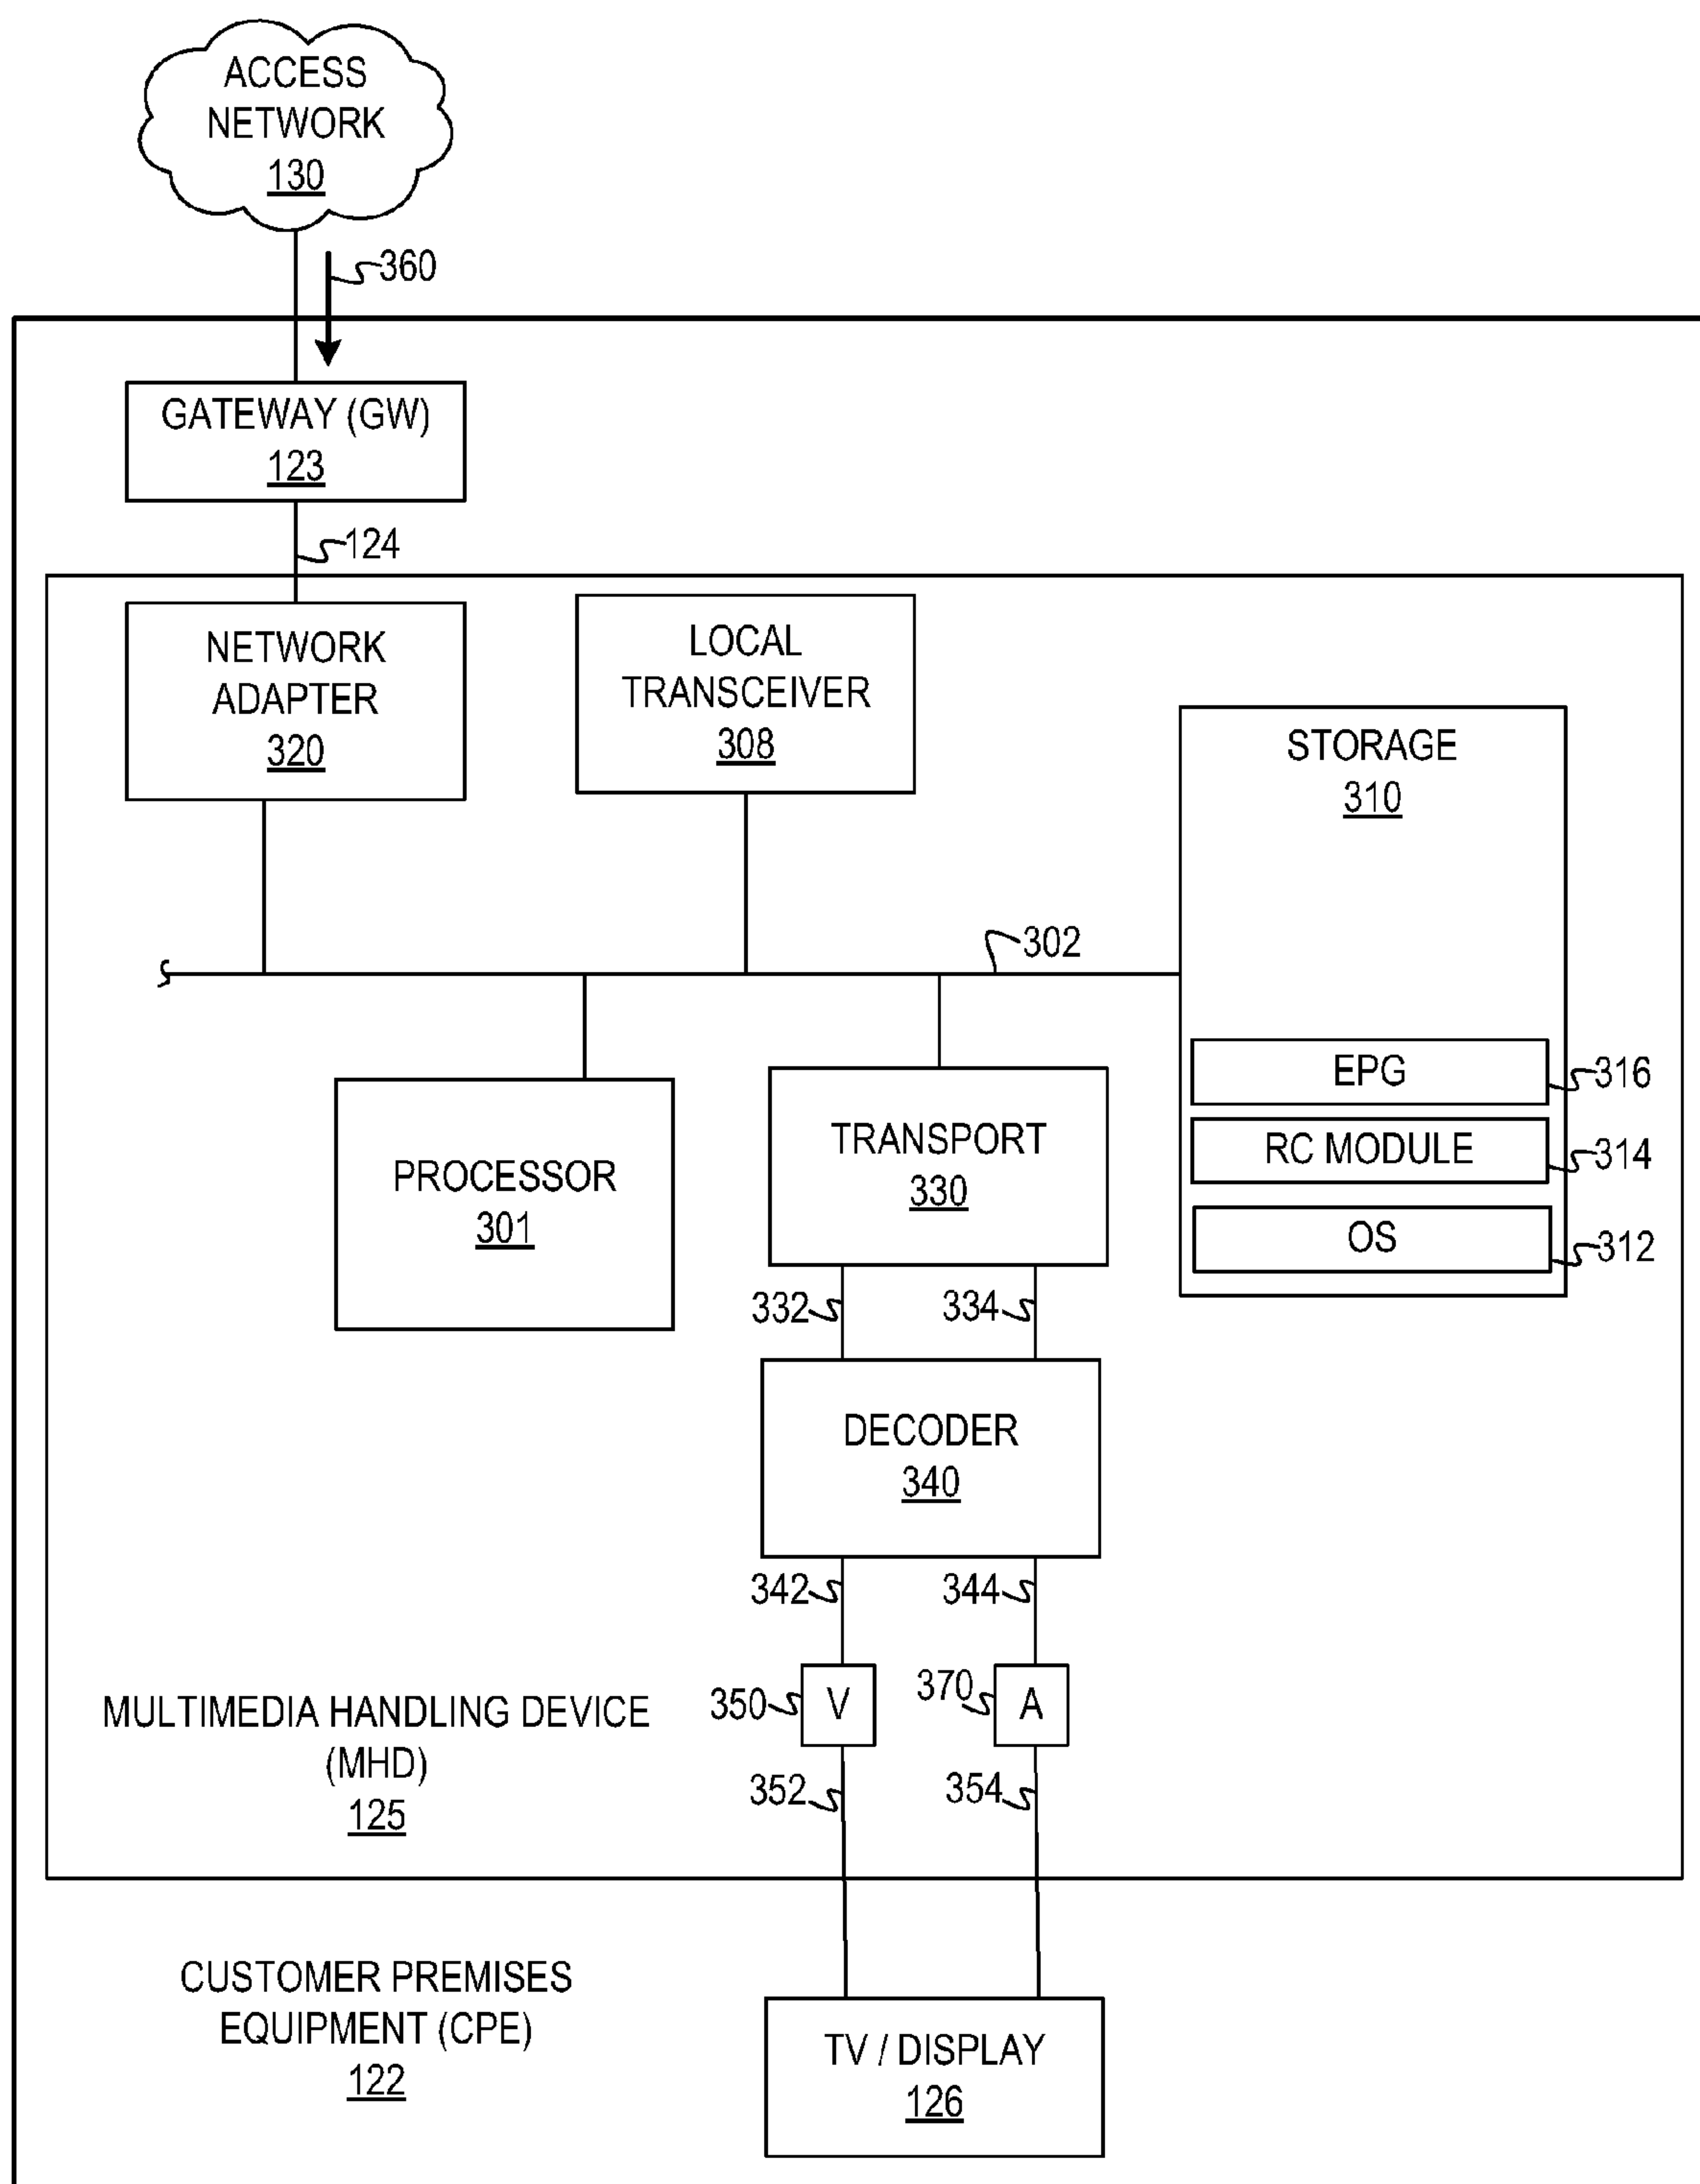 ACCESS
NETWORK
130
360
GATEWAY (GW)
123
124
NETWORK
ADAPTER
320
LOCAL
TRANSCEIVER
308
STORAGE
310
302
EPG
316
RC MODULE
314
OS
312
PROCESSOR
301
TRANSPORT
330
332
334
DECODER
340
342
344
350
V
370
A
352
354
MULTIMEDIA HANDLING DEVICE
(MHD)
125
CUSTOMER PREMISES
EQUIPMENT (CPE)
122
TV / DISPLAY
126